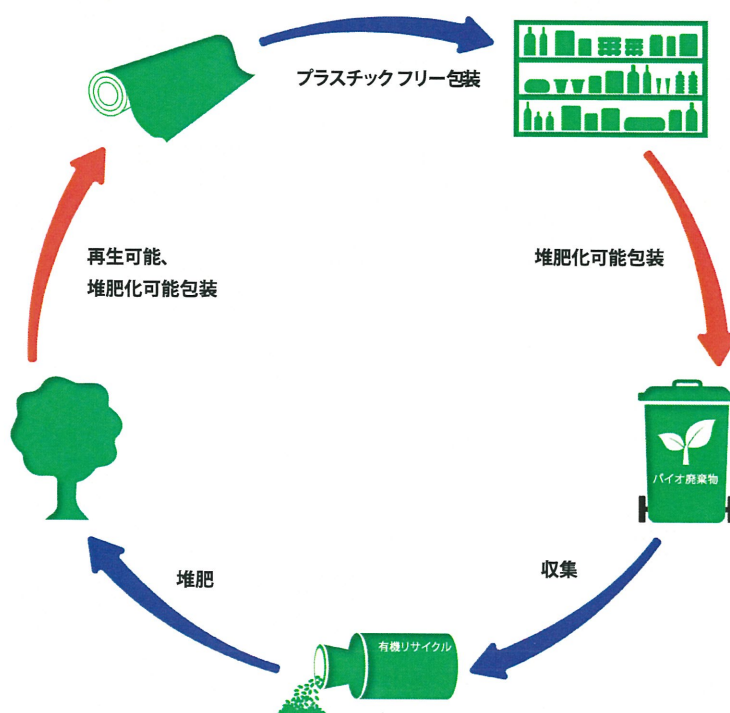 プラスチック フリー包装
再生可能、
堆肥化可能包装
堆肥化可能包装
バイオ廃棄物
収集
堆肥
有機リサイクル